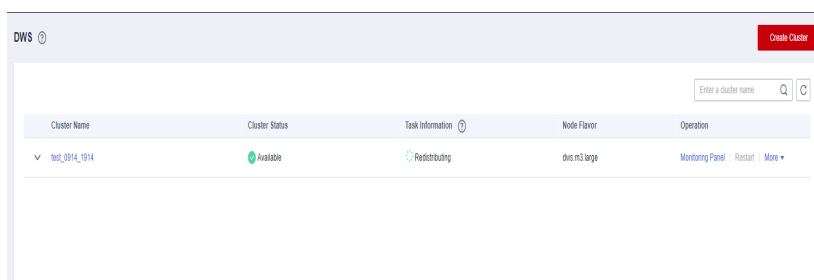 DWS ?
Create Cluster
Enter a cluster name.
Cluster Name Cluster Status Task Information ? Node Flavor Operation
test_0914_1914 Available Redistributing dws.m3.large Monitoring Panel | Restart | More